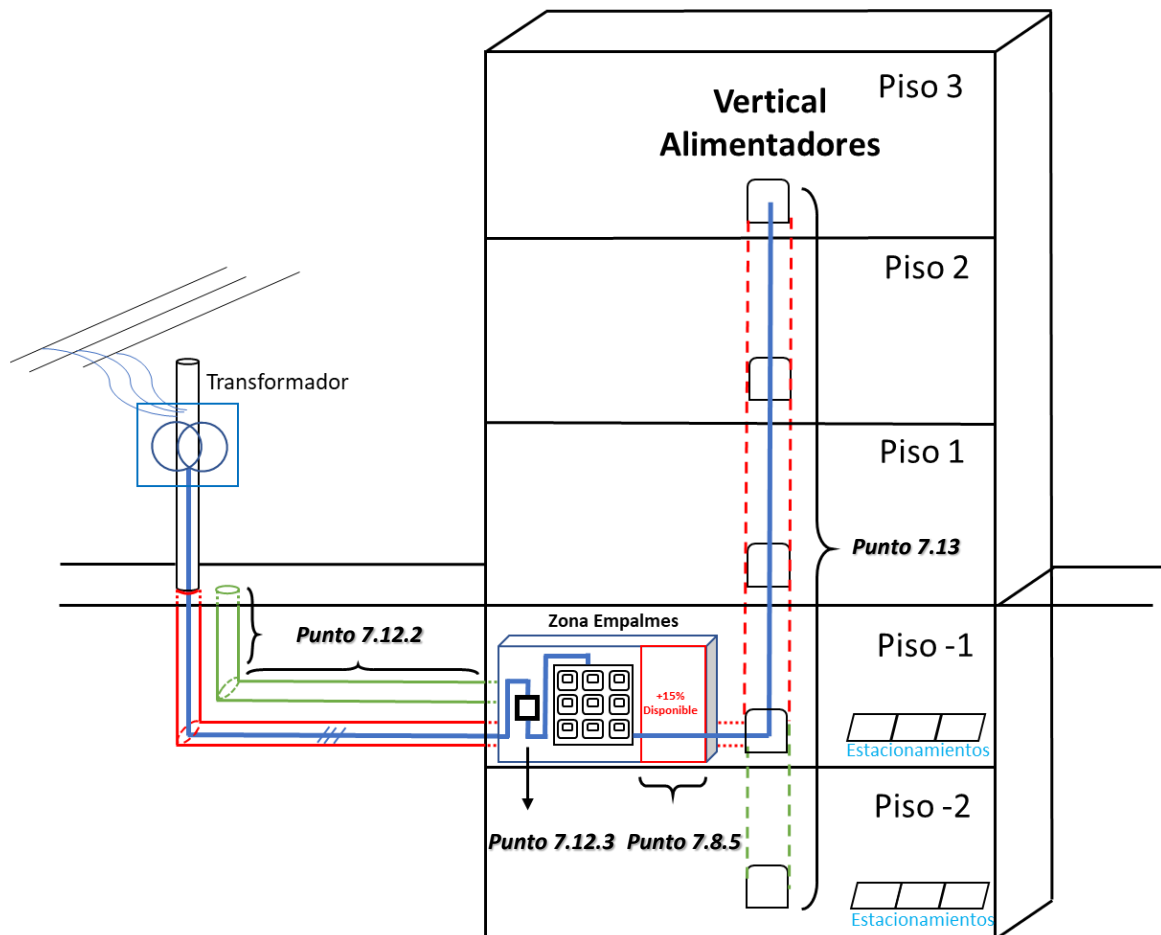 Piso 3
Vertical
Alimentadores
Piso 2
Transformador
Piso 1
Punto 7.13
Zona Empalmes
Punto 7.12.2
Piso -1
+15%
Disponible
Estacionamientos
Piso -2
Punto 7.12.3
Punto 7.8.5
Estacionamientos